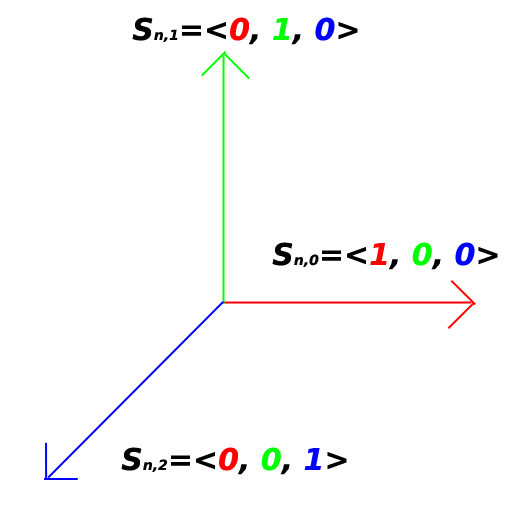 Sn,1=<0, 1, 0>
Sn,0=<1, 0, 0>
Sn,2=<0, 0, 1>